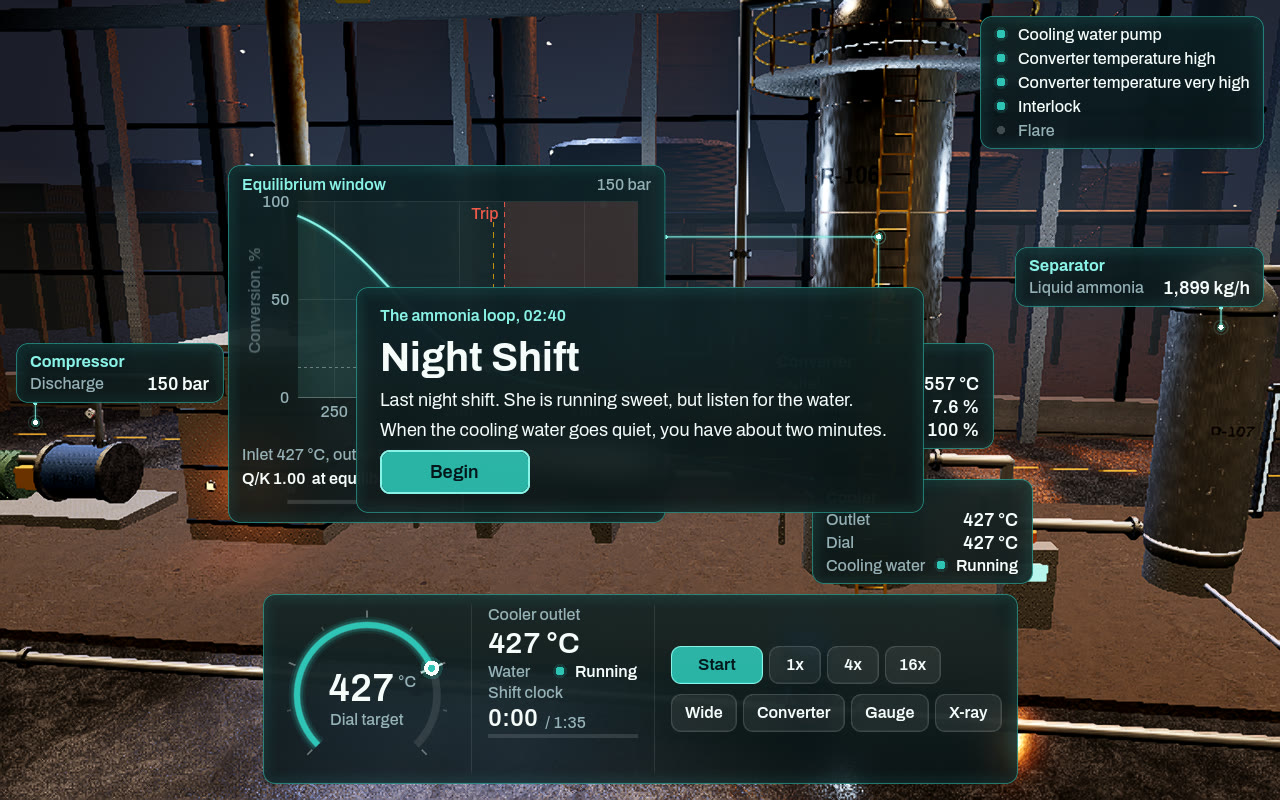 Cooling water pump
Converter temperature high
Converter temperature very high
Interlock
Flare
R-106
Equilibrium window 150 bar
100
Trip
Conversion, %
50
0
250
Inlet 427 °C, out
Q/K 1.00 at equi
Separator
Liquid ammonia 1,899 kg/h
Compressor
Discharge 150 bar
The ammonia loop, 02:40
Night Shift
Last night shift. She is running sweet, but listen for the water.
When the cooling water goes quiet, you have about two minutes.
Begin
Converter
557 °C
7.6 %
100 %
D-107
Cooler
Outlet 427 °C
Dial 427 °C
Cooling water Running
427 °C
Dial target
Cooler outlet
427 °C
Water Running
Shift clock
0:00 / 1:35
Start 1x 4x 16x
Wide Converter Gauge X-ray